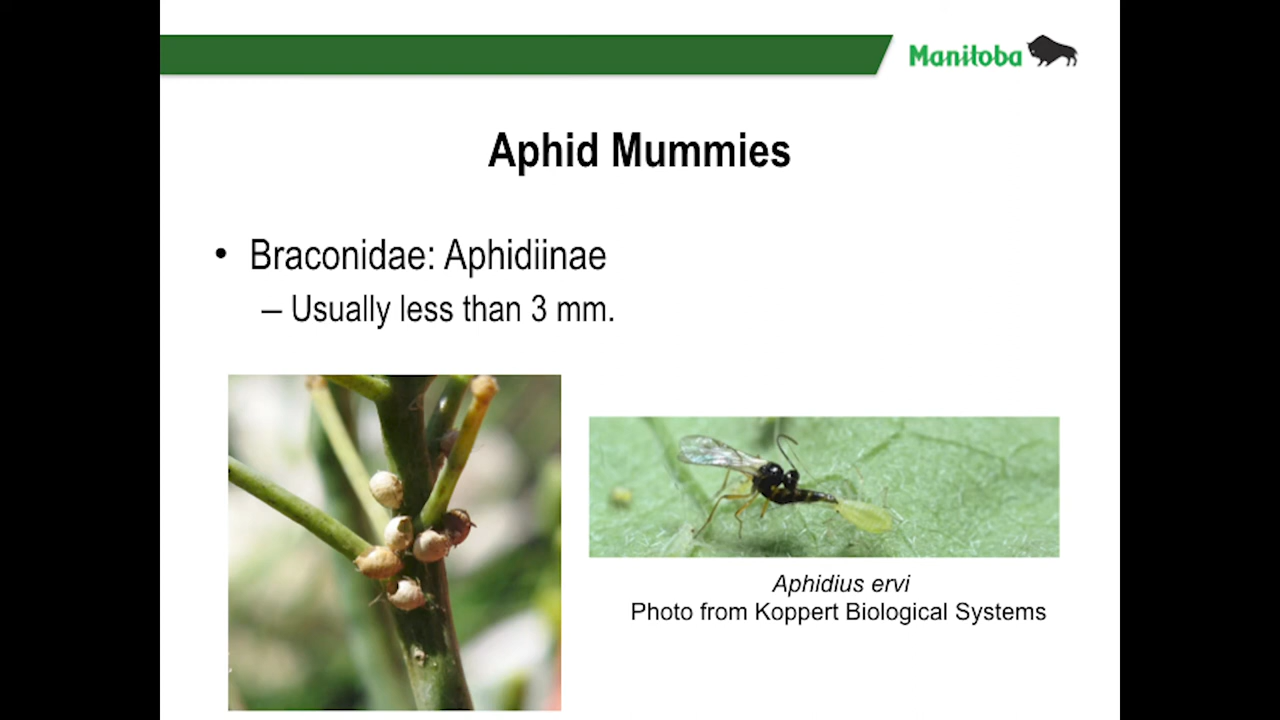 Manitoba
Aphid Mummies
• Braconidae: Aphidiinae
– Usually less than 3 mm.
Aphidius ervi
Photo from Koppert Biological Systems